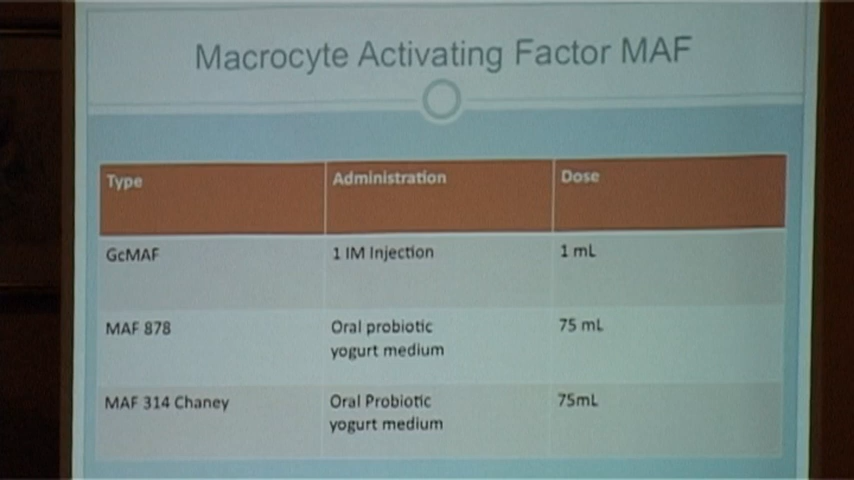 Macrocyte Activating Factor MAF
Type Administration Dose
GcMAF 1 IM Injection 1 mL
MAF 878 Oral probiotic 75 mL
yogurt medium
MAF 314 Chaney Oral Probiotic 75mL
yogurt medium